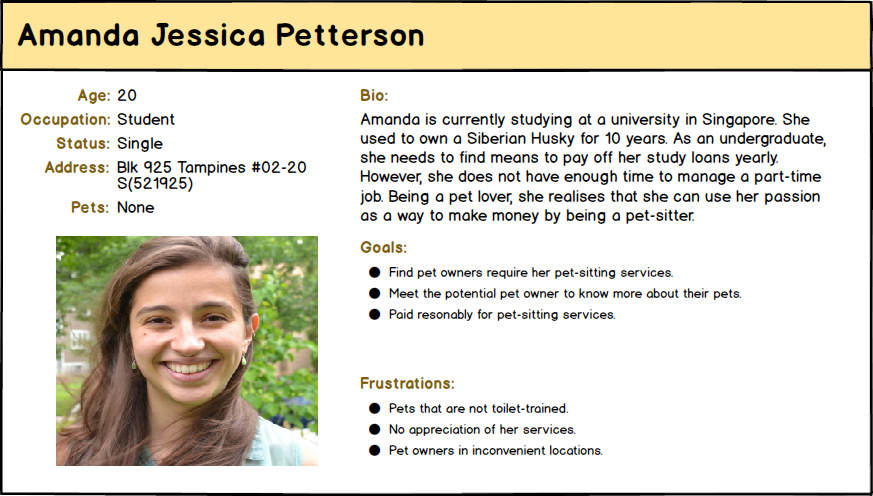 Amanda Jessica Petterson
Age: 20
Occupation: Student
Status: Single
Address: Blk 925 Tampines #02-20
S(521925)
Pets: None
Bio:
Amanda is currently studying at a university in Singapore. She
used to own a Siberian Husky for 10 years. As an undergraduate,
she needs to find means to pay off her study loans yearly.
However, she does not have enough time to manage a part-time
job. Being a pet lover, she realises that she can use her passion
as a way to make money by being a pet-sitter.
Goals:
● Find pet owners require her pet-sitting services.
● Meet the potential pet owner to know more about their pets.
● Paid resonably for pet-sitting services.
Frustrations:
● Pets that are not toilet-trained.
● No appreciation of her services.
● Pet owners in inconvenient locations.